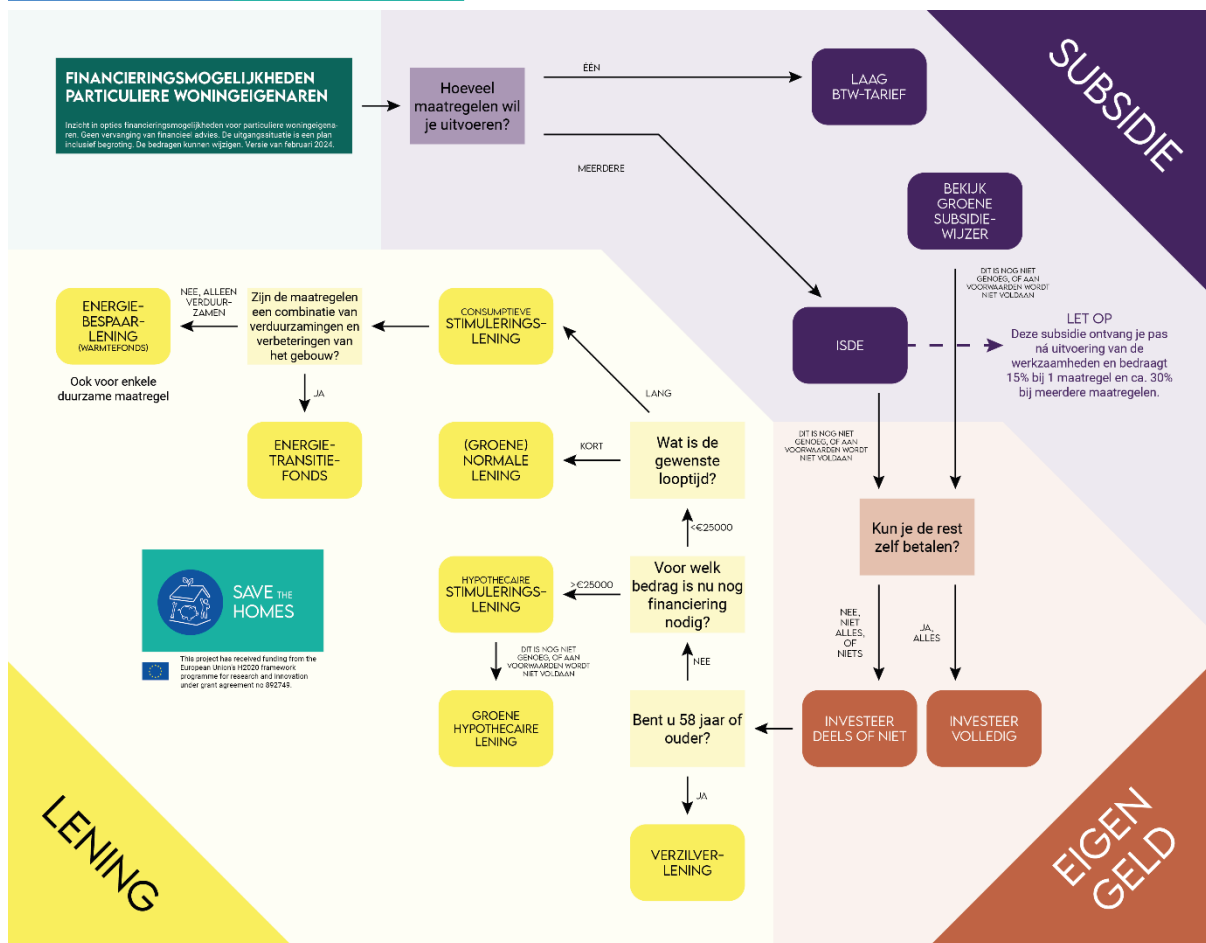 FINANCIERINGSMOGELIJKHEDEN
PARTICULIERE WONINGEIGENAREN
Inzicht in opties financieringsmogelijkheden voor particuliere woningeigena-
ren. Geen vervanging van financieel advies. De uitgangssituatie is een plan
inclusief begroting. De bedragen kunnen wijzigen. Versie van februari 2024.
Hoeveel
maatregelen wil
je uitvoeren?
ÉÉN
MEERDERE
LAAG
BTW-TARIEF
SUBSIDIE
BEKIJK
GROENE
SUBSIDIE-
WIJZER
DIT IS NOG NIET
GENOEG, OF AAN
VOORWAARDEN WORDT
NIET VOLDAAN
ISDE
LET OP
Deze subsidie ontvang je pas
ná uitvoering van de
werkzaamheden en bedraagt
15% bij 1 maatregel en ca. 30%
bij meerdere maatregelen.
ENERGIE-
BESPAAR-
LENING
(WARMTEFONDS)
Ook voor enkele
duurzame maatregel
NEE, ALLEEN
VERDUUR-
ZAMEN
Zijn de maatregelen
een combinatie van
verduurzamingen en
verbeteringen van
het gebouw?
CONSUMPTIEVE
STIMULERINGS-
LENING
JA
LANG
ENERGIE-
TRANSITIE-
FONDS
(GROENE)
NORMALE
LENING
KORT
Wat is de
gewenste
looptijd?
DIT IS NOG NIET
GENOEG, OF AAN
VOORWAARDEN WORDT
NIET VOLDAAN
Kun je de rest
zelf betalen?
<€25000
HYPOTHECAIRE
STIMULERINGS-
LENING
>€25000
Voor welk
bedrag is nu nog
financiering
nodig?
SAVE THE
HOMES
This project has received funding from the
European Union's H2020 framework
programme for research and innovation
under grant agreement no 892749.
DIT IS NOG NIET
GENOEG, OF AAN
VOORWAARDEN WORDT
NIET VOLDAAN
NEE
NEE,
NIET
ALLES,
OF
NIETS
JA,
ALLES
GROENE
HYPOTHECAIRE
LENING
Bent u 58 jaar of
ouder?
INVESTEER
DEELS OF NIET
INVESTEER
VOLLEDIG
JA
VERZILVER-
LENING
LENING
EIGEN
GELD